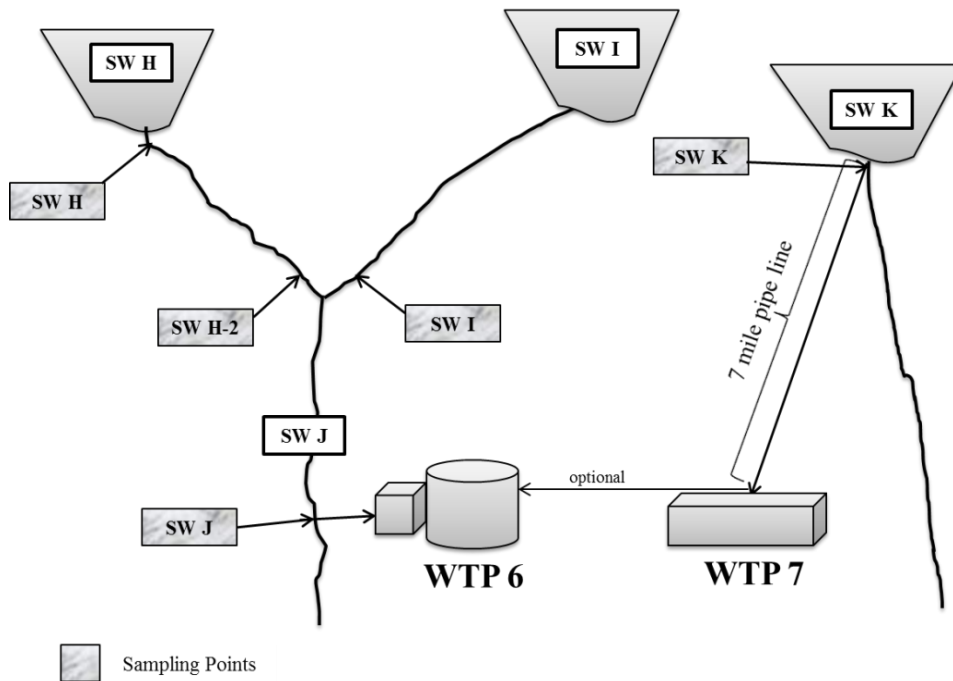 SW H
SW I
SW K
SW K
SW H
SW H-2
SW I
7 mile pipe line
SW J
optional
SW J
WTP 6
WTP 7
Sampling Points